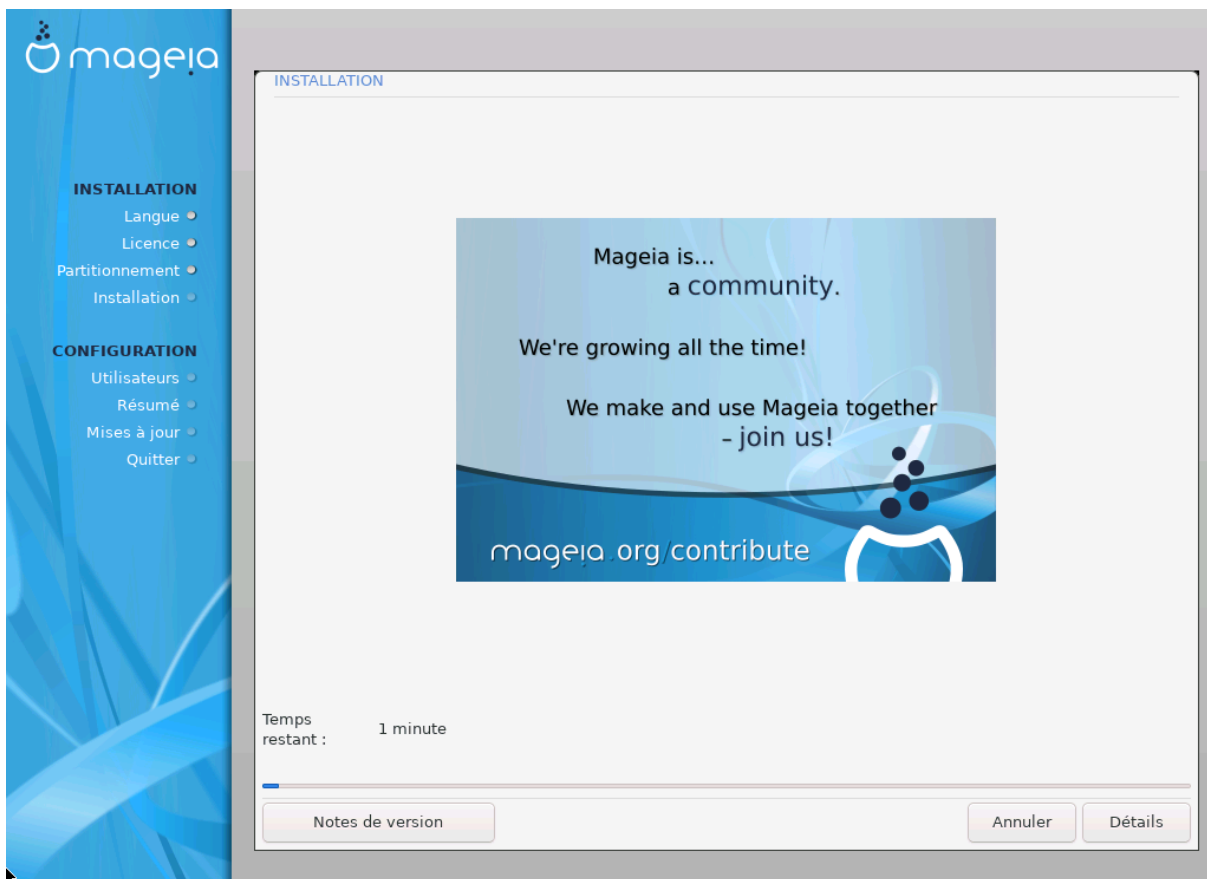 mageia
INSTALLATION
Langue
Licence
Partitionnement
Installation
CONFIGURATION
Utilisateurs
Résumé
Mises à jour
Quitter
INSTALLATION
Mageia is...
a community.
We're growing all the time!
We make and use Mageia together
– join us!
mageia.org/contribute
Temps
restant :
1 minute
Notes de version
Annuler
Détails